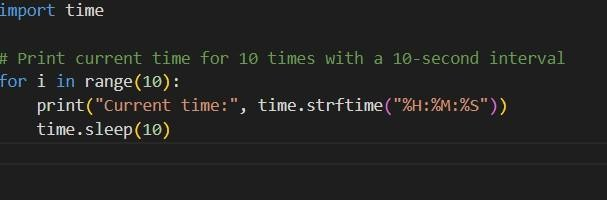 import time
# Print current time for 10 times with a 10-second interval
for i in range(10):
    print("Current time:", time.strftime("%H:%M:%S"))
    time.sleep(10)